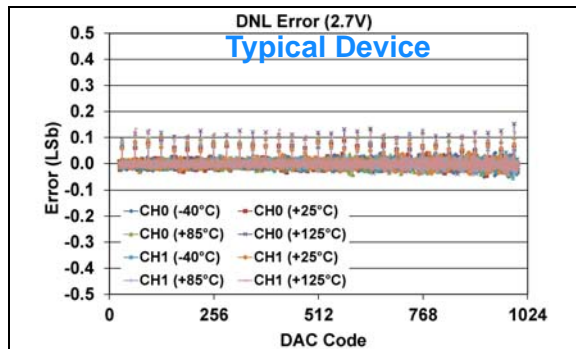 DNL Error (2.7V)
Typical Device
0.5
0.4
0.3
0.2
0.1
0.0
-0.1
-0.2
-0.3
-0.4
-0.5
Error (LSb)
CH0 (-40°C) CH0 (+25°C)
CH0 (+85°C) CH0 (+125°C)
CH1 (-40°C) CH1 (+25°C)
CH1 (+85°C) CH1 (+125°C)
0 256 512 768 1024
DAC Code